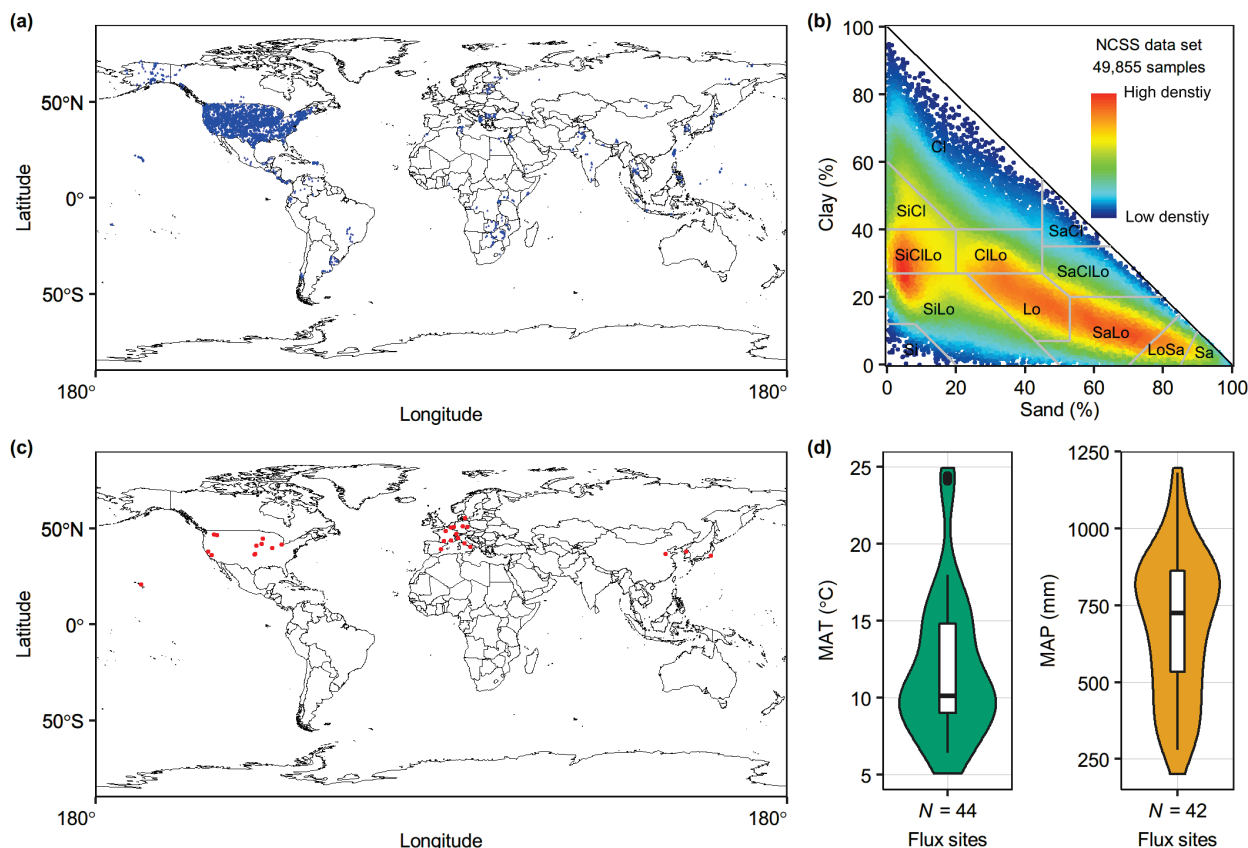 (a)
50°N
0°
50°S
Latitude
180°
180°
Longitude
(b)
NCSS data set
49,855 samples
High denstiy
Low denstiy
100
80
60
40
20
0
Clay (%)
Cl
SiCl
SaCl
SiClLo
ClLo
SaClLo
SiLo
Lo
SaLo
Si
LoSa
Sa
0
20
40
60
80
100
Sand (%)
(c)
50°N
0°
50°S
Latitude
180°
180°
Longitude
(d)
25
20
15
10
5
MAT (°C)
N = 44
Flux sites
1250
1000
750
500
250
MAP (mm)
N = 42
Flux sites